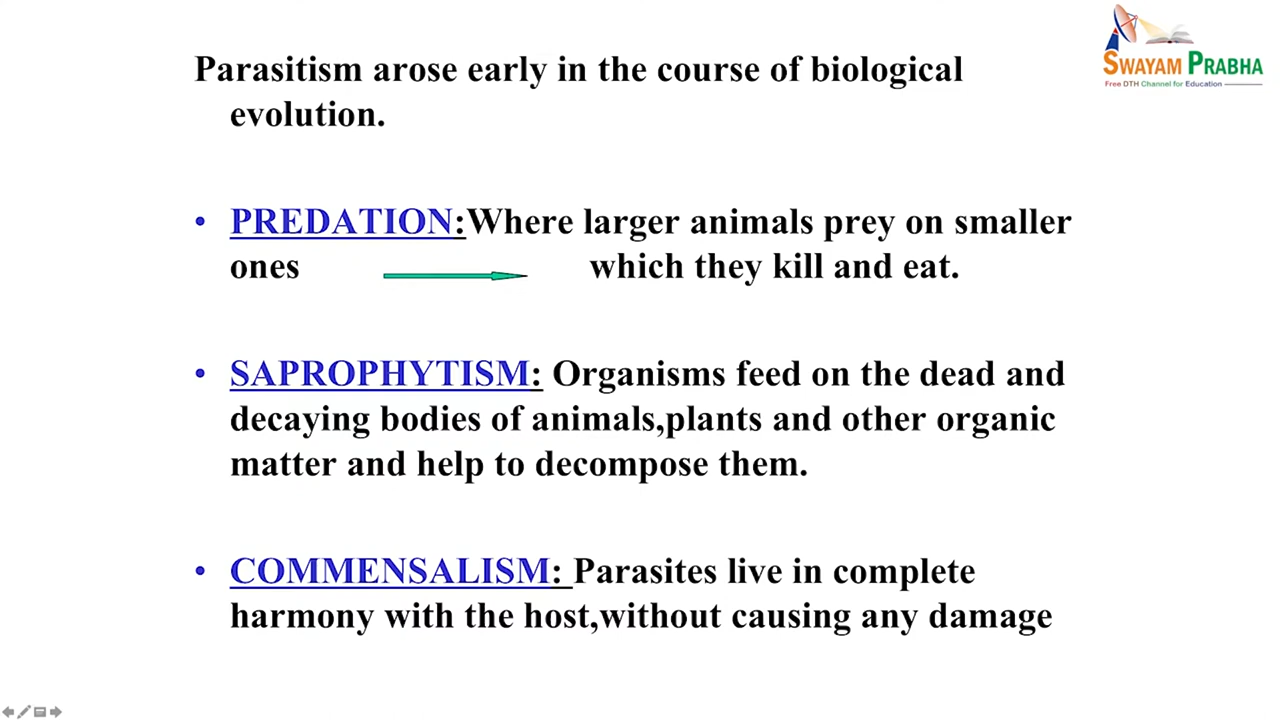 SWAYAM PRABHA
Free DTH Channel for Education
Parasitism arose early in the course of biological
evolution.
• PREDATION:Where larger animals prey on smaller
ones which they kill and eat.
• SAPROPHYTISM: Organisms feed on the dead and
decaying bodies of animals,plants and other organic
matter and help to decompose them.
• COMMENSALISM: Parasites live in complete
harmony with the host,without causing any damage